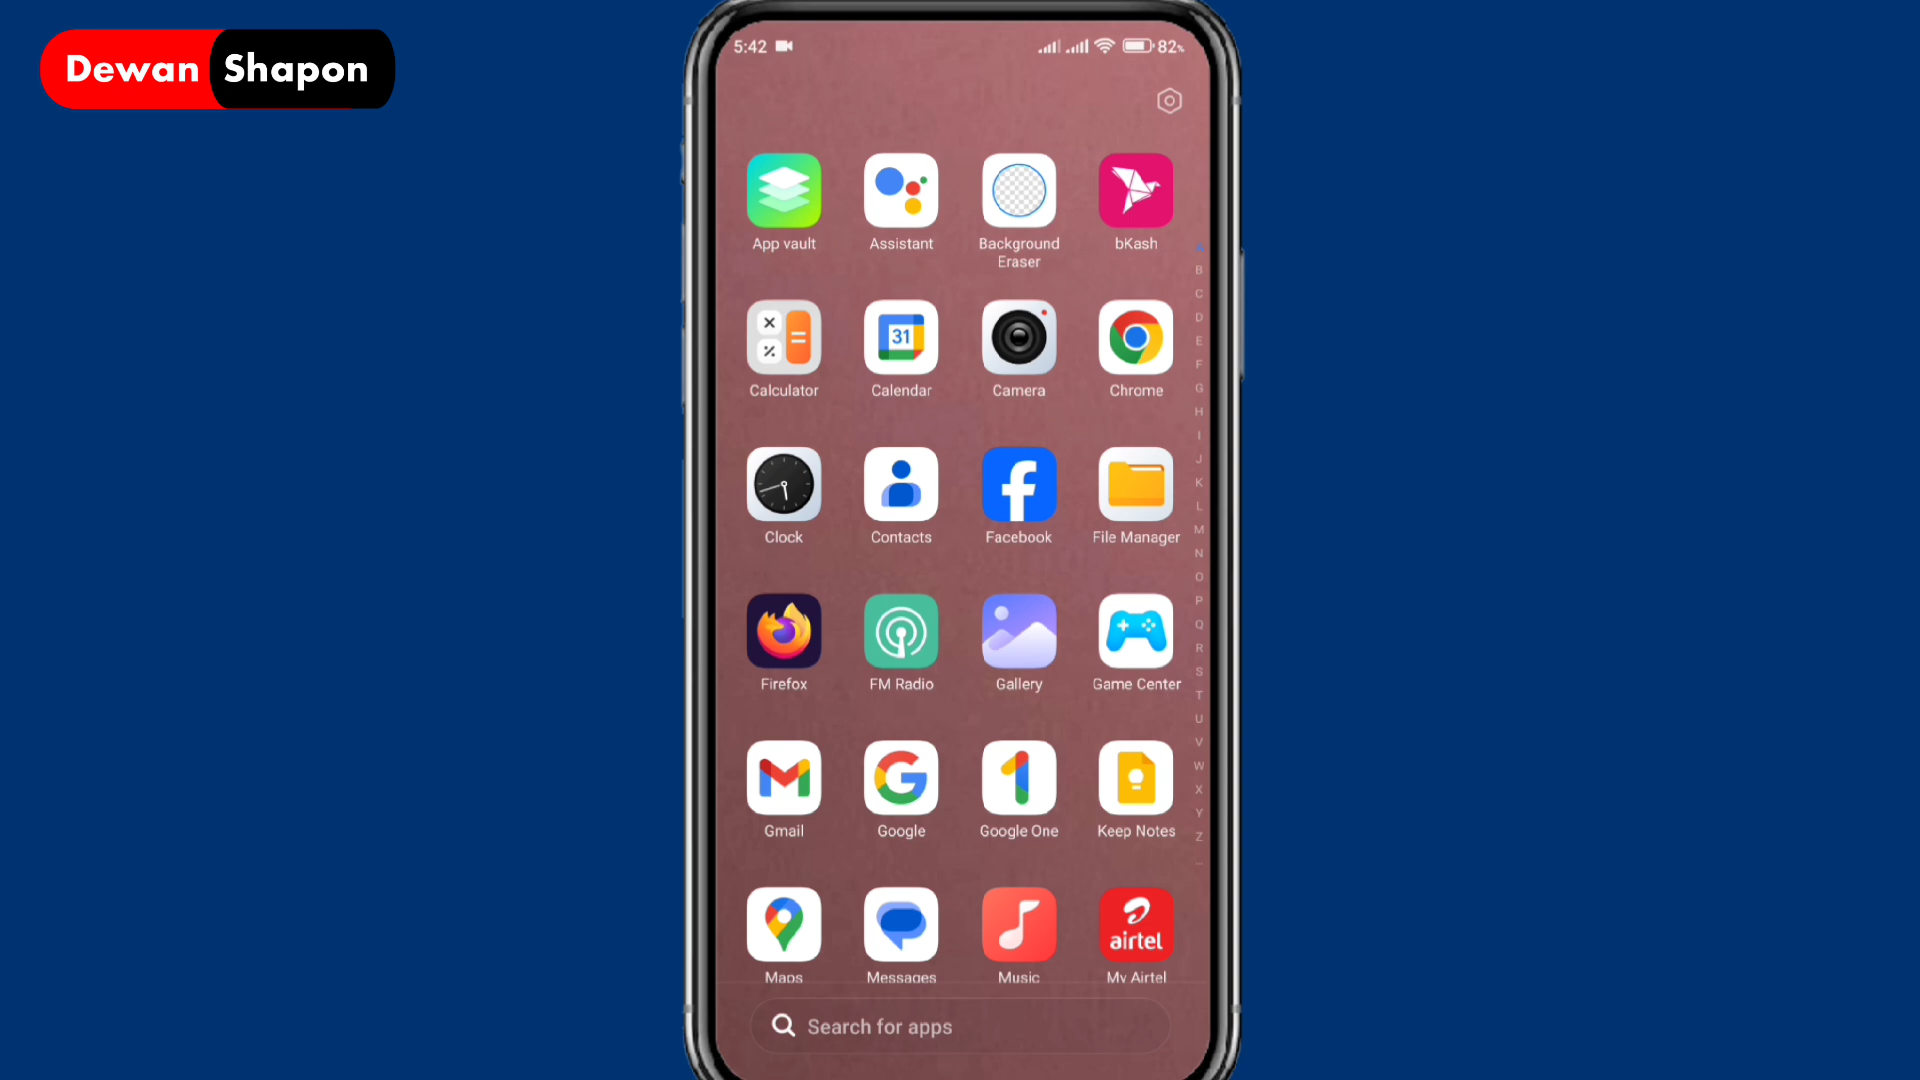 Dewan Shapon
5:42 82%
App vault Assistant Background Eraser bKash
Calculator Calendar Camera Chrome
31
Clock Contacts Facebook File Manager
Firefox FM Radio Gallery Game Center
Gmail Google Google One Keep Notes
airtel
Maps Messages Music My Airtel
Search for apps
B
C
D
E
F
G
H
I
J
K
L
M
N
O
P
Q
R
S
T
U
V
W
X
Y
Z